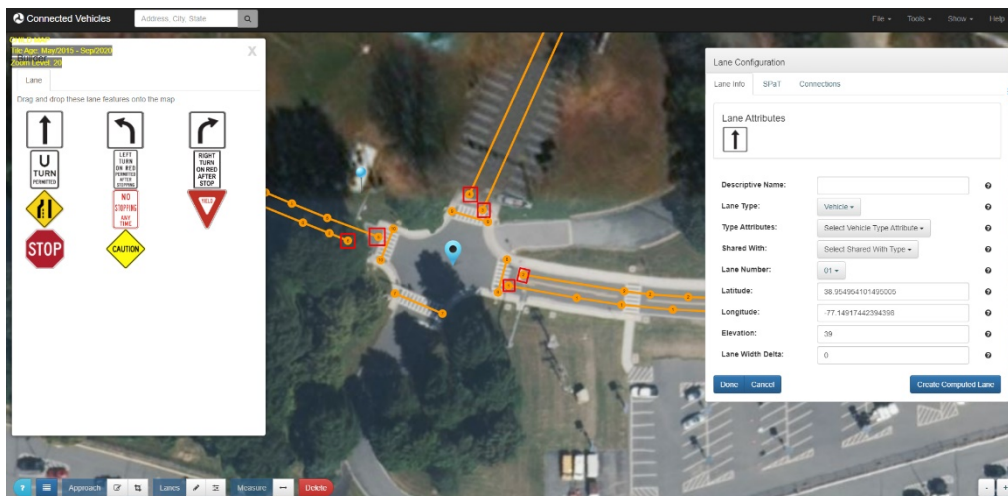 Connected Vehicles
Address, City, State
File
Tools
Show
Help
Tile Age: May/2015 - Sep/2020
Zoom Level: 20
X
Lane
Drag and drop these lane features onto the map
U
TURN
PERMITTED
LEFT
TURN
ON RED
PERMITTED
AFTER
STOPPING
RIGHT
TURN
ON RED
AFTER
STOP
NO
STOPPING
ANY
TIME
YIELD
STOP
CAUTION
Lane Configuration
Lane Info
SPaT
Connections
Lane Attributes
Descriptive Name:
Lane Type:
Vehicle
Type Attributes:
Select Vehicle Type Attribute
Shared With:
Select Shared With Type
Lane Number:
01
Latitude:
38.954954101495005
Longitude:
-77.14917442394398
Elevation:
39
Lane Width Delta:
0
Done
Cancel
Create Computed Lane
?
Approach
Lanes
Measure
Delete
-
+